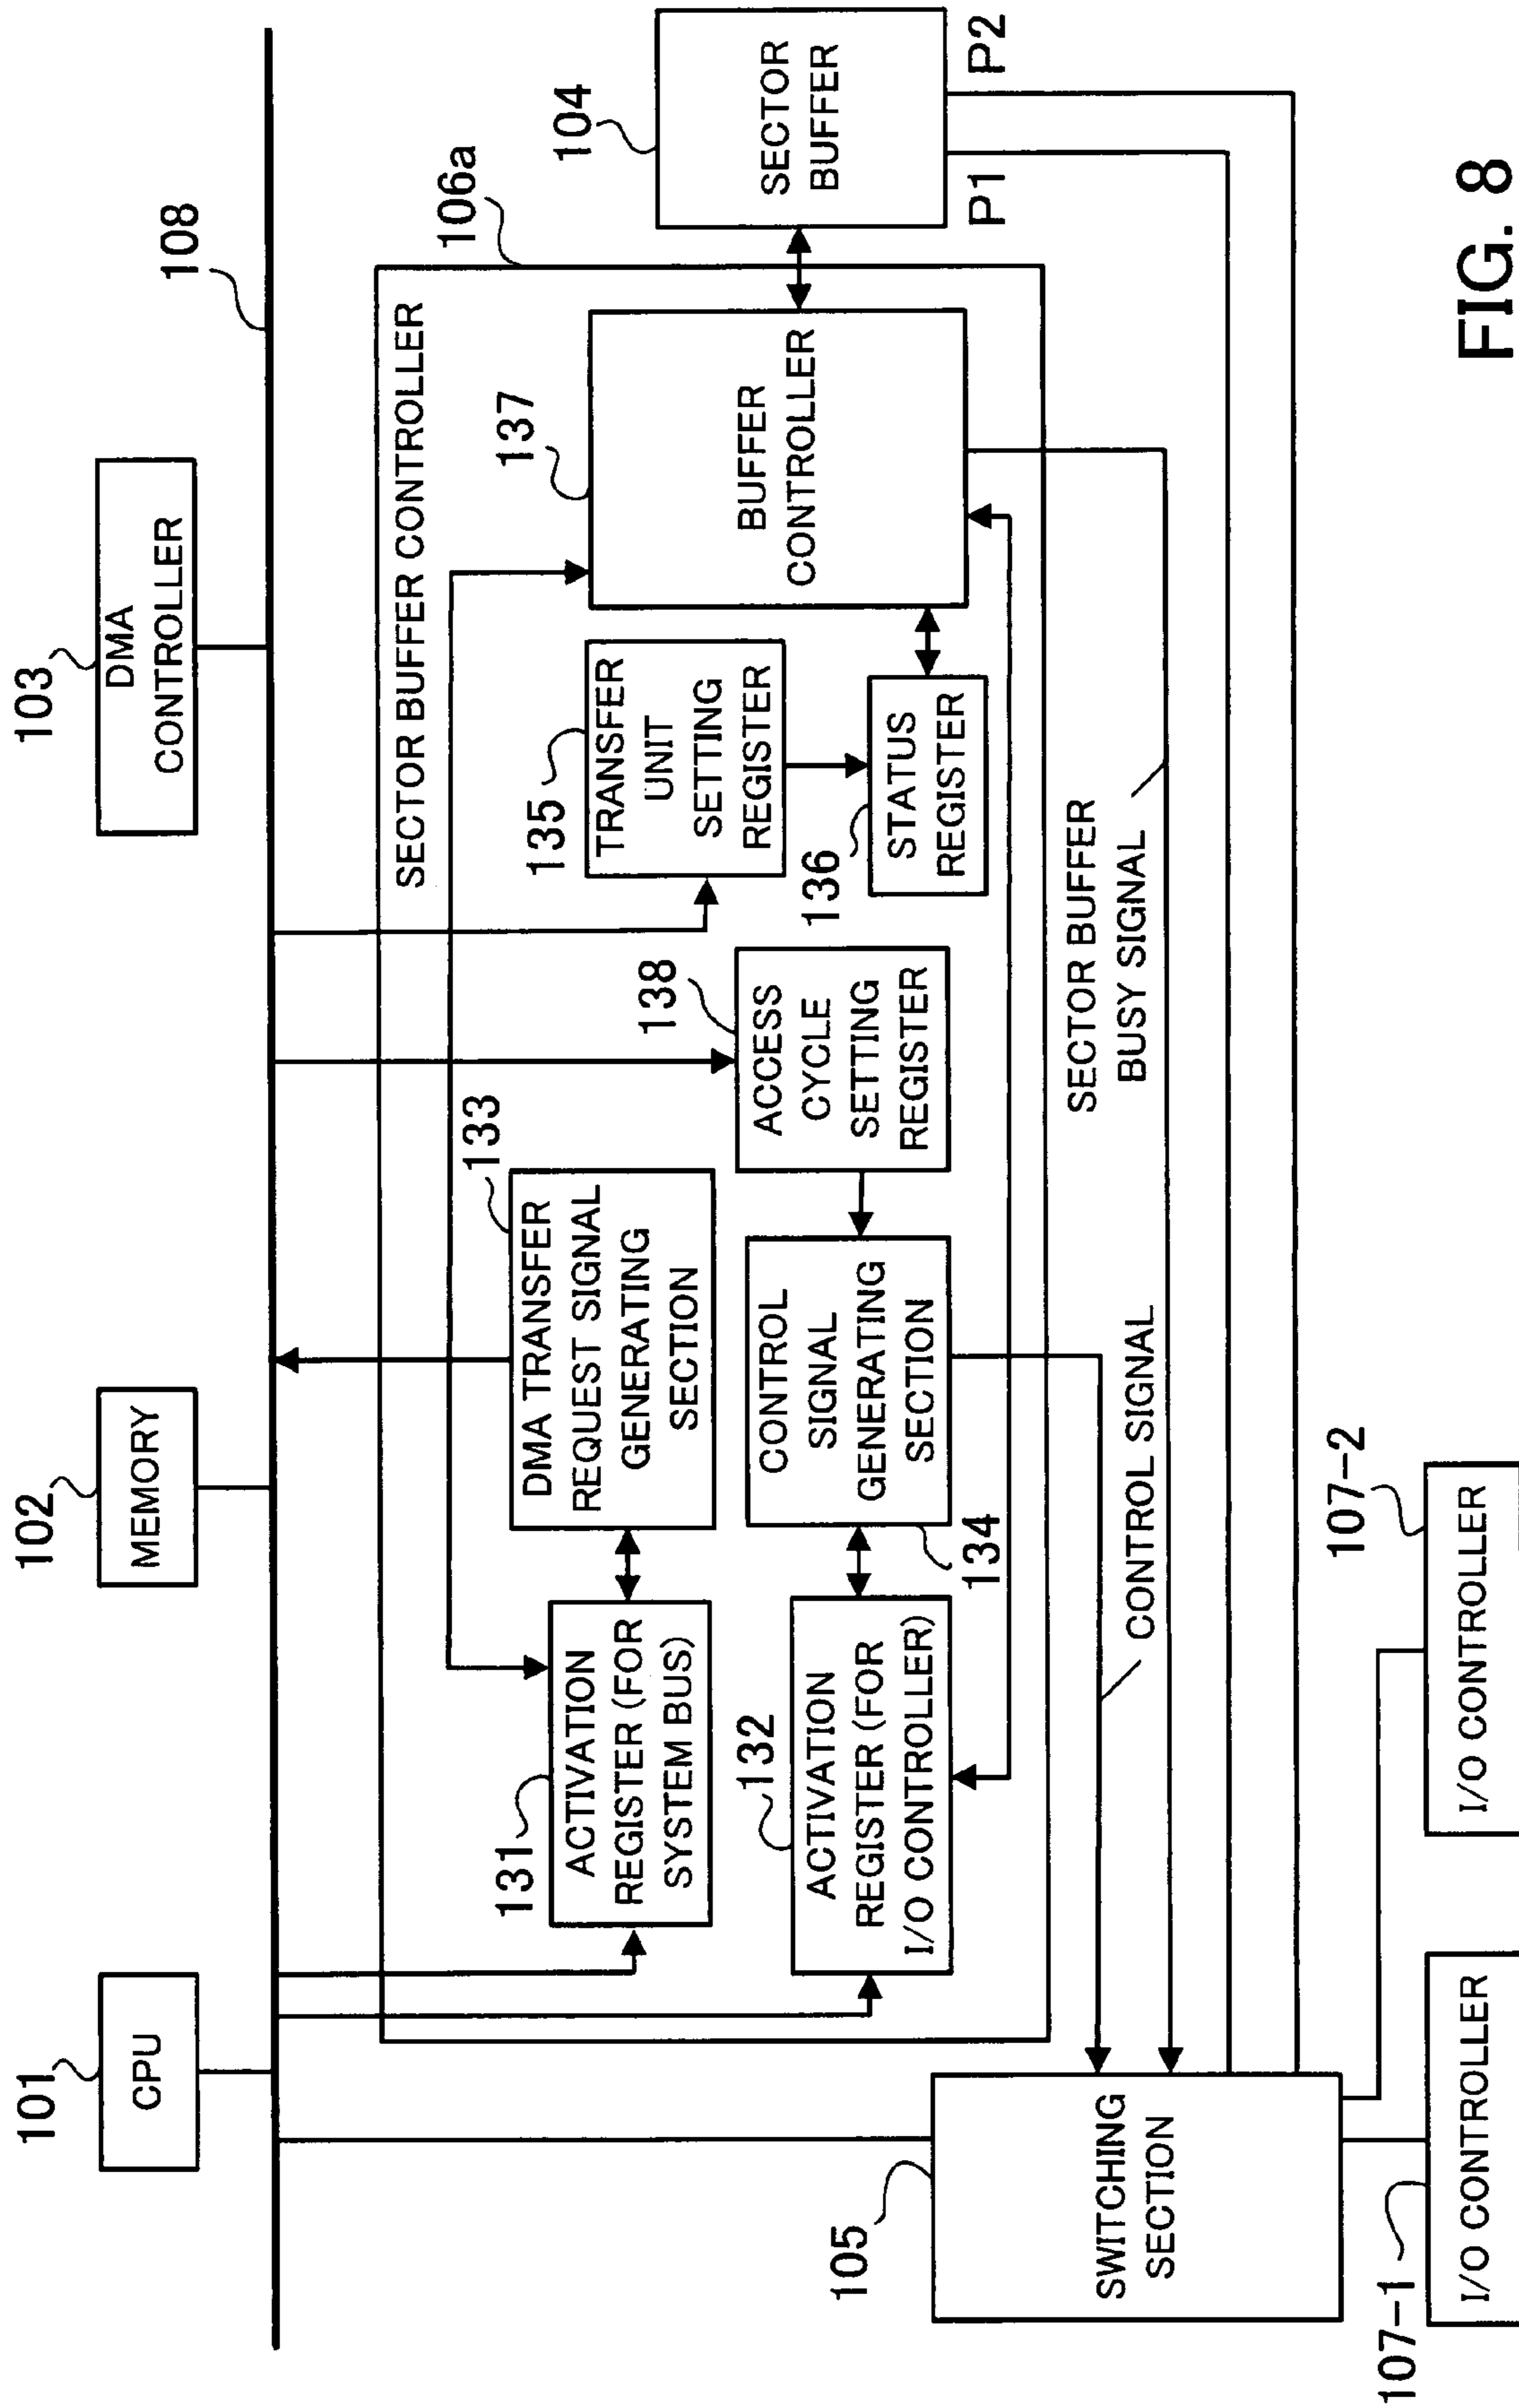 101
CPU
102
MEMORY
103
DMA
CONTROLLER
108
106a
SECTOR BUFFER CONTROLLER
131
ACTIVATION
REGISTER (FOR
SYSTEM BUS)
133
DMA TRANSFER
REQUEST SIGNAL
GENERATING
SECTION
135
TRANSFER
UNIT
SETTING
REGISTER
137
BUFFER
CONTROLLER
104
SECTOR
BUFFER
P1
P2
132
ACTIVATION
REGISTER (FOR
I/O CONTROLLER)
134
CONTROL
SIGNAL
GENERATING
SECTION
138
ACCESS
CYCLE
SETTING
REGISTER
136
STATUS
REGISTER
105
SWITCHING
SECTION
CONTROL SIGNAL
SECTOR BUFFER
BUSY SIGNAL
107-1
I/O CONTROLLER
107-2
I/O CONTROLLER
FIG. 8